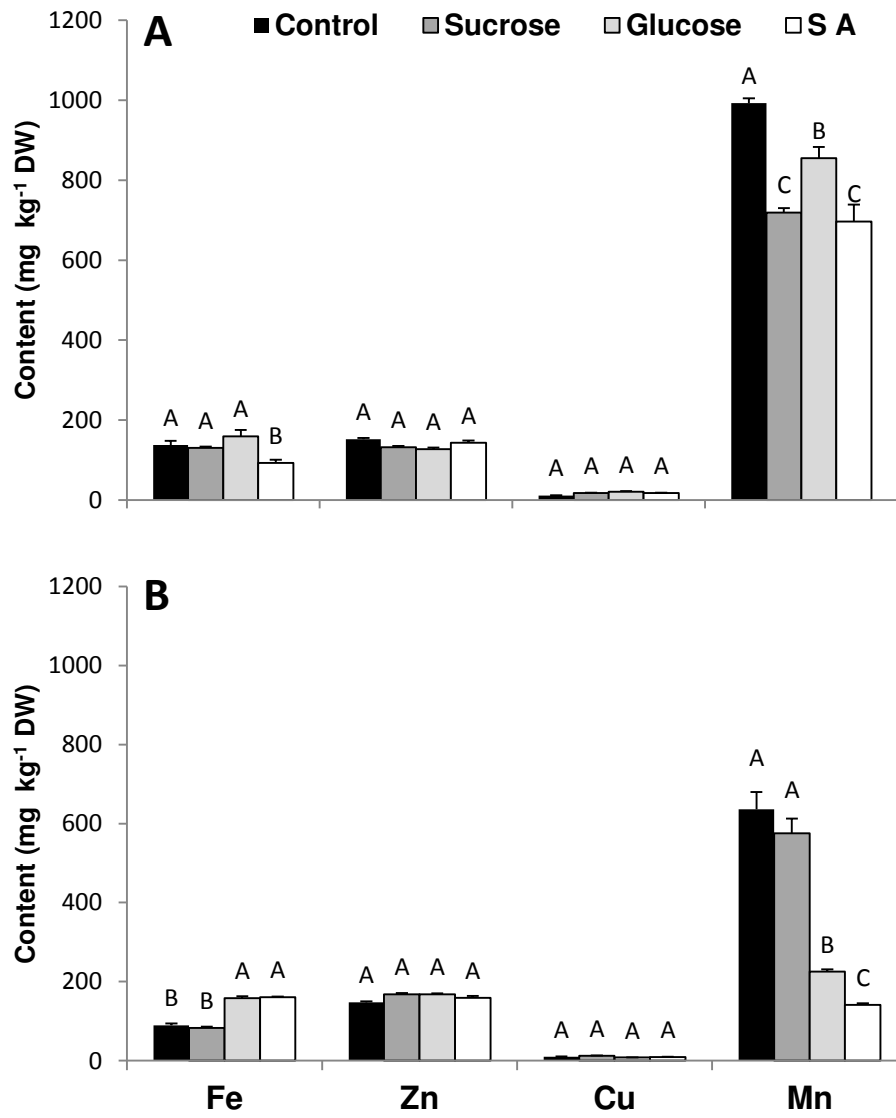 A
Control Sucrose Glucose S A
Content (mg kg-1 DW)
1200
1000
800
600
400
200
0
A A A B
A A A A
A A A A
A C B C
B
Content (mg kg-1 DW)
1200
1000
800
600
400
200
0
B B A A
A A A A
A A A A
A A B C
Fe Zn Cu Mn